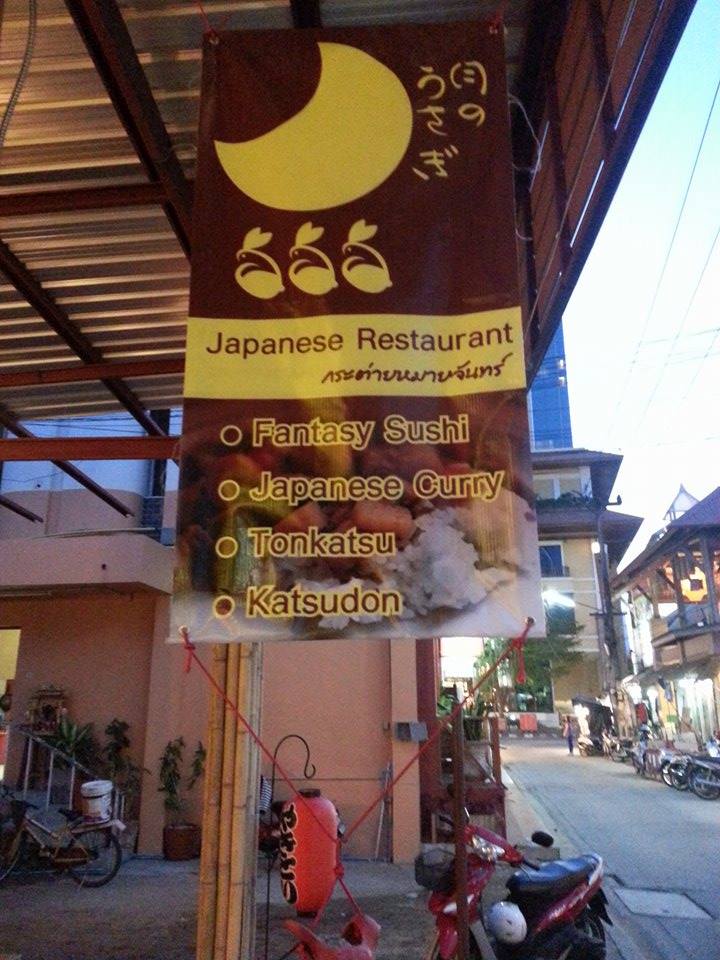 月の
うさぎ
Japanese Restaurant
กระต่ายหมายจันทร์
Fantasy Sushi
Japanese Curry
Tonkatsu
Katsudon